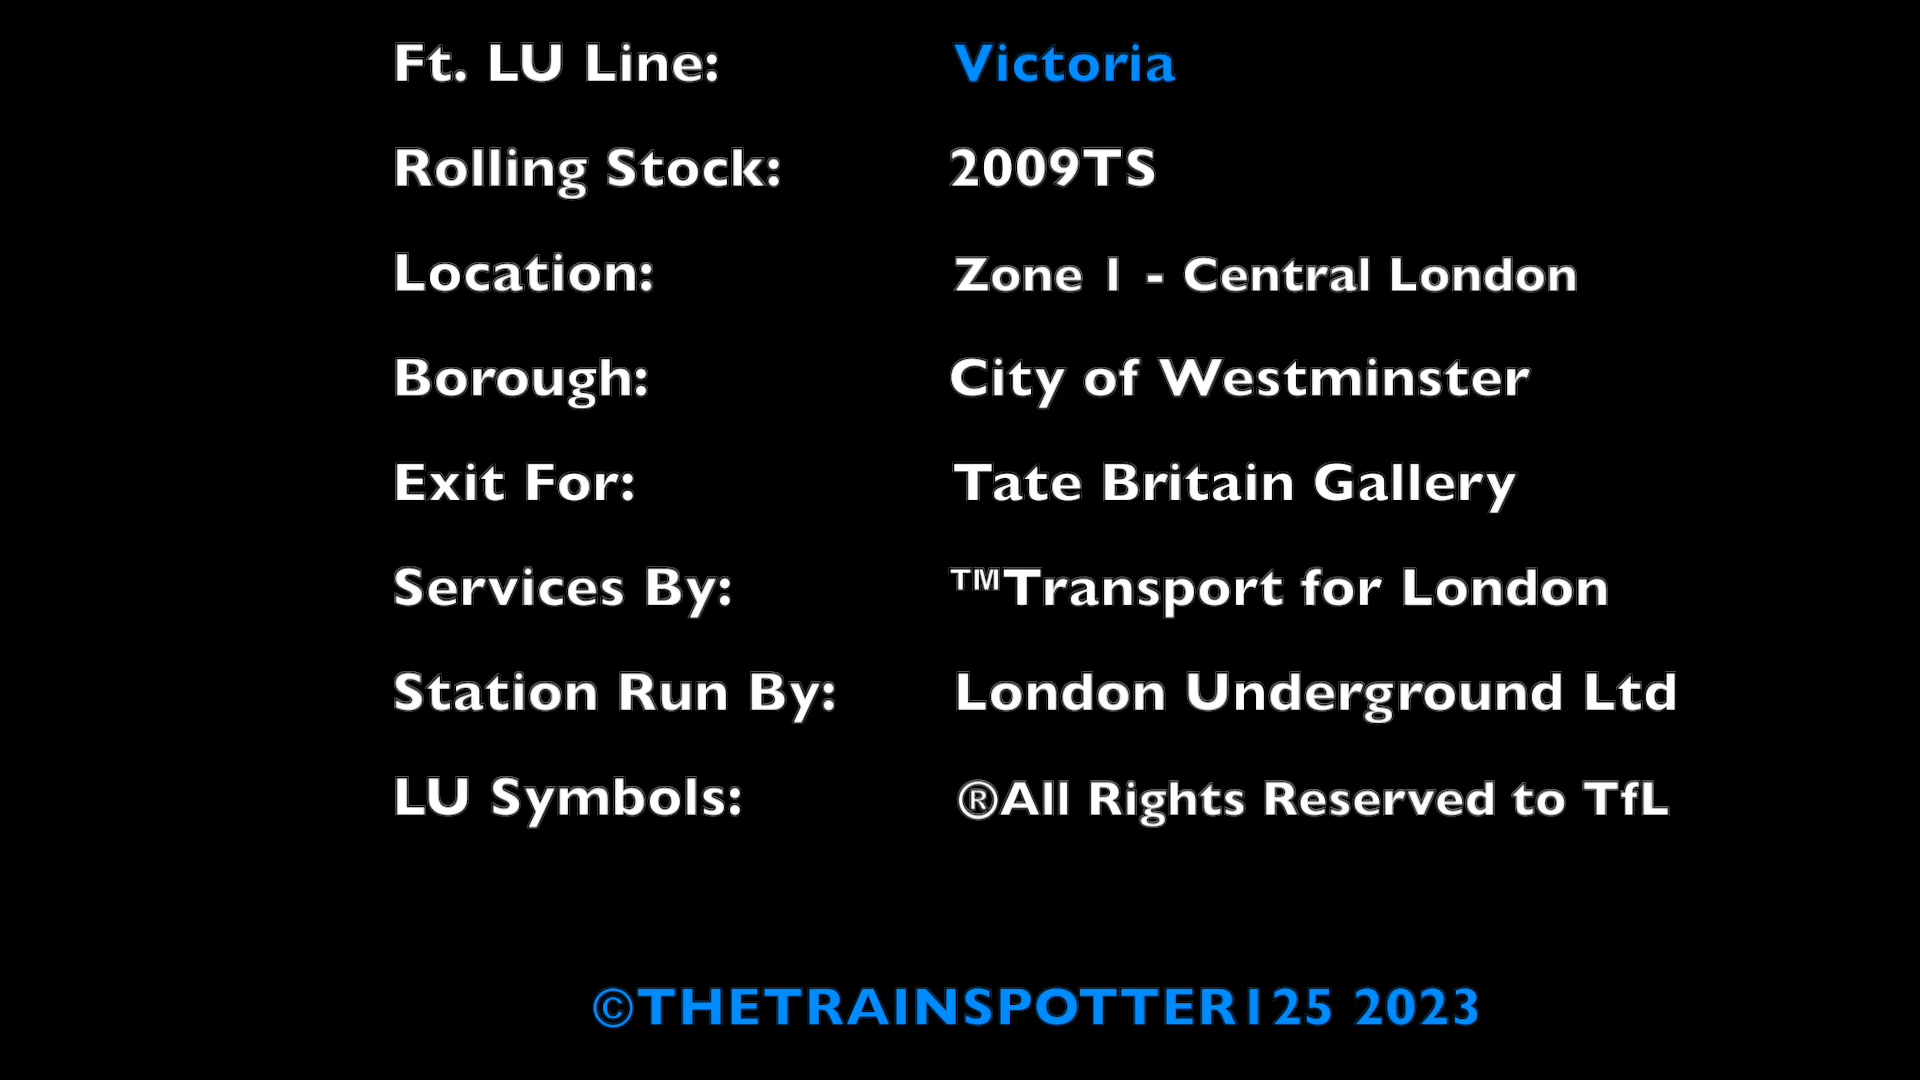 Ft. LU Line: Victoria
Rolling Stock: 2009TS
Location: Zone 1 - Central London
Borough: City of Westminster
Exit For: Tate Britain Gallery
Services By: ™Transport for London
Station Run By: London Underground Ltd
LU Symbols: ®All Rights Reserved to TfL
©THETRAINSPOTTER125 2023